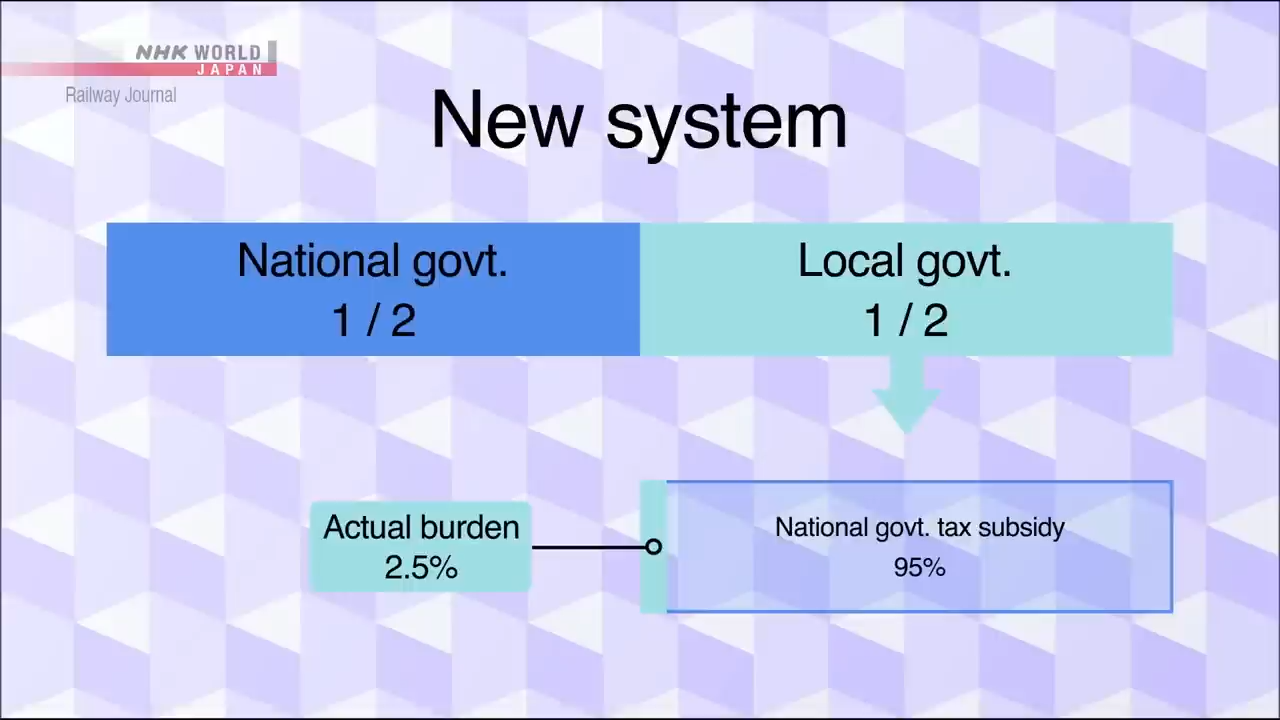 NHK WORLD
JAPAN
Railway Journal
New system
National govt.
1 / 2
Local govt.
1 / 2
Actual burden
2.5%
National govt. tax subsidy
95%